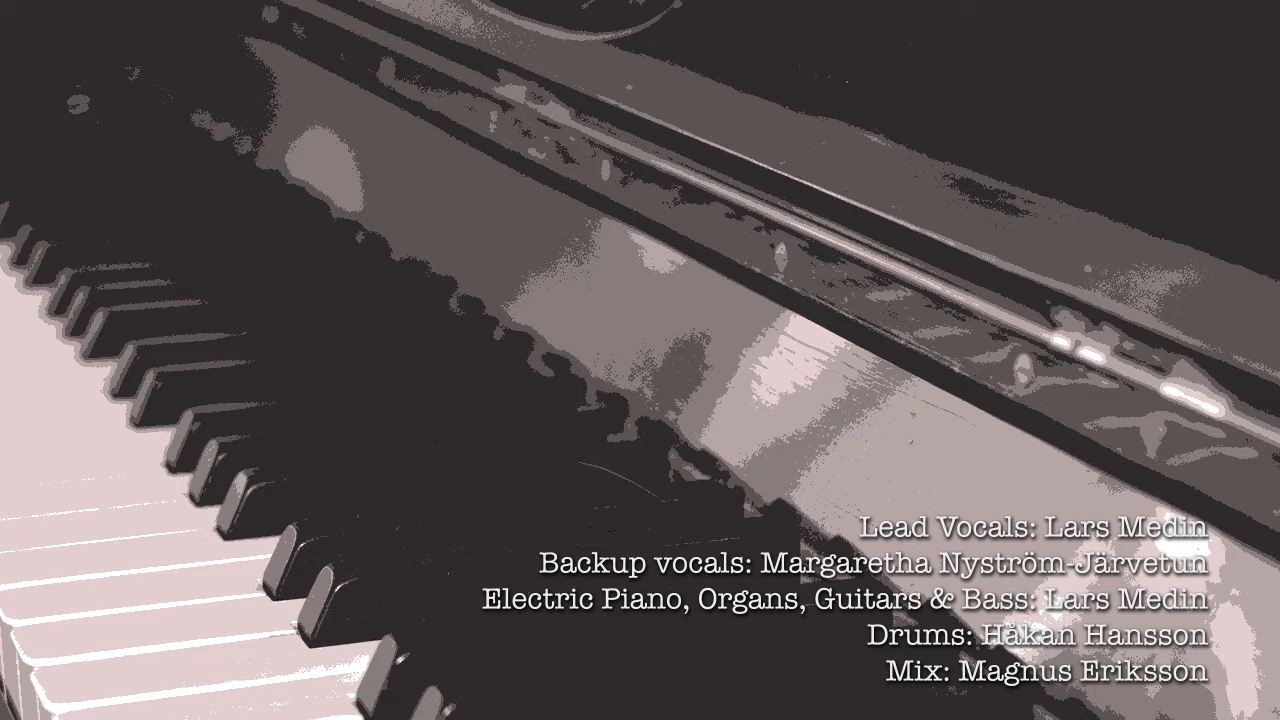 Lead Vocals: Lars Medin
Backup vocals: Margaretha Nyström-Järvetun
Electric Piano, Organs, Guitars & Bass: Lars Medin
Drums: Håkan Hansson
Mix: Magnus Eriksson